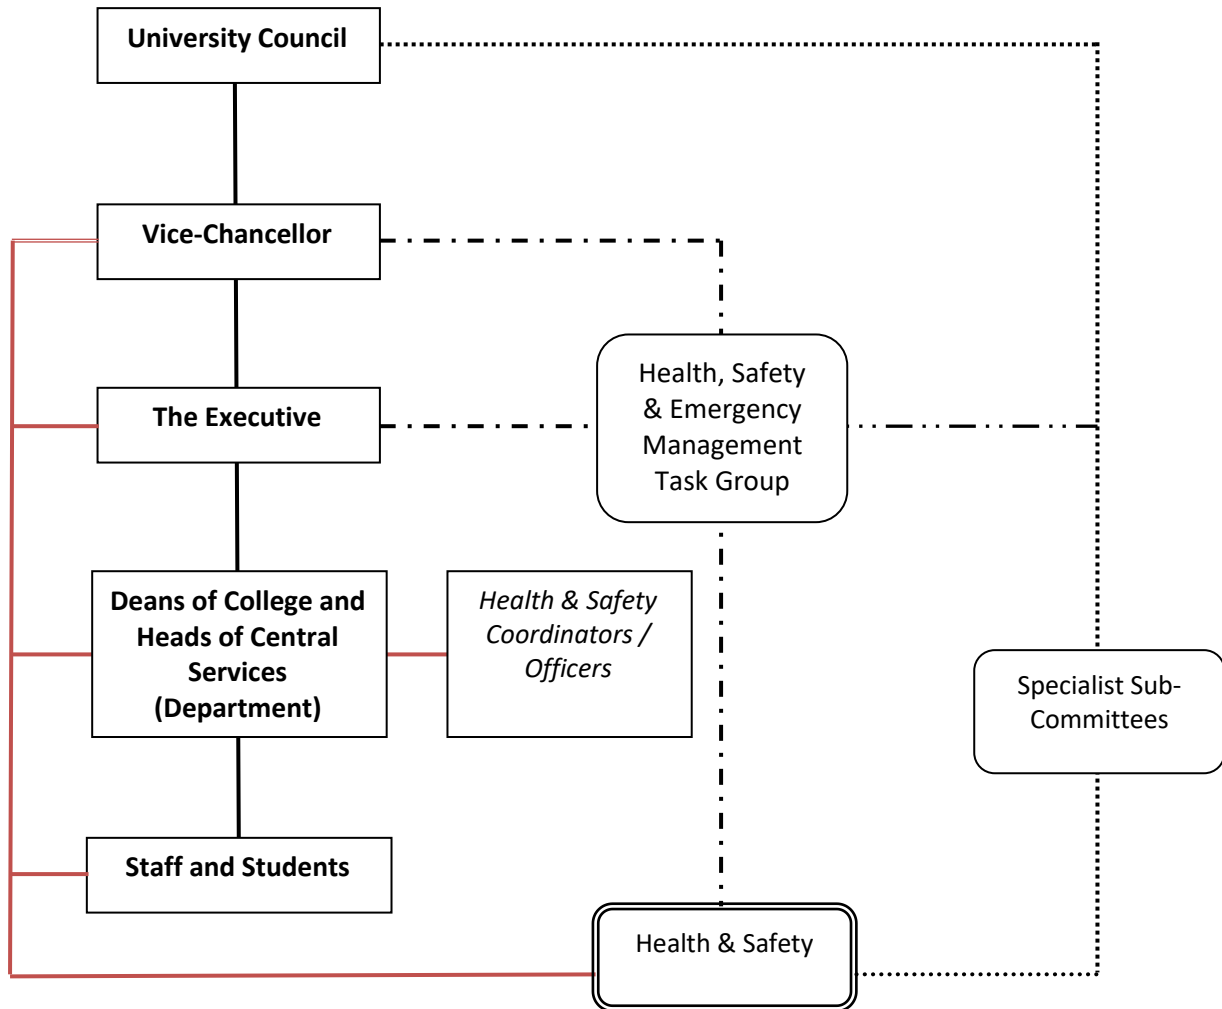 University Council
Vice-Chancellor
The Executive
Health, Safety
& Emergency
Management
Task Group
Deans of College and
Heads of Central
Services
(Department)
Health & Safety
Coordinators /
Officers
Specialist Sub-
Committees
Staff and Students
Health & Safety